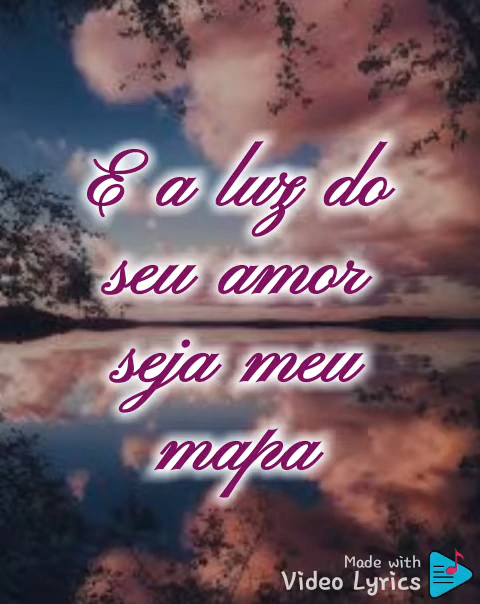 E a luz do
seu amor
seja meu
mapa
Made with
Video Lyrics